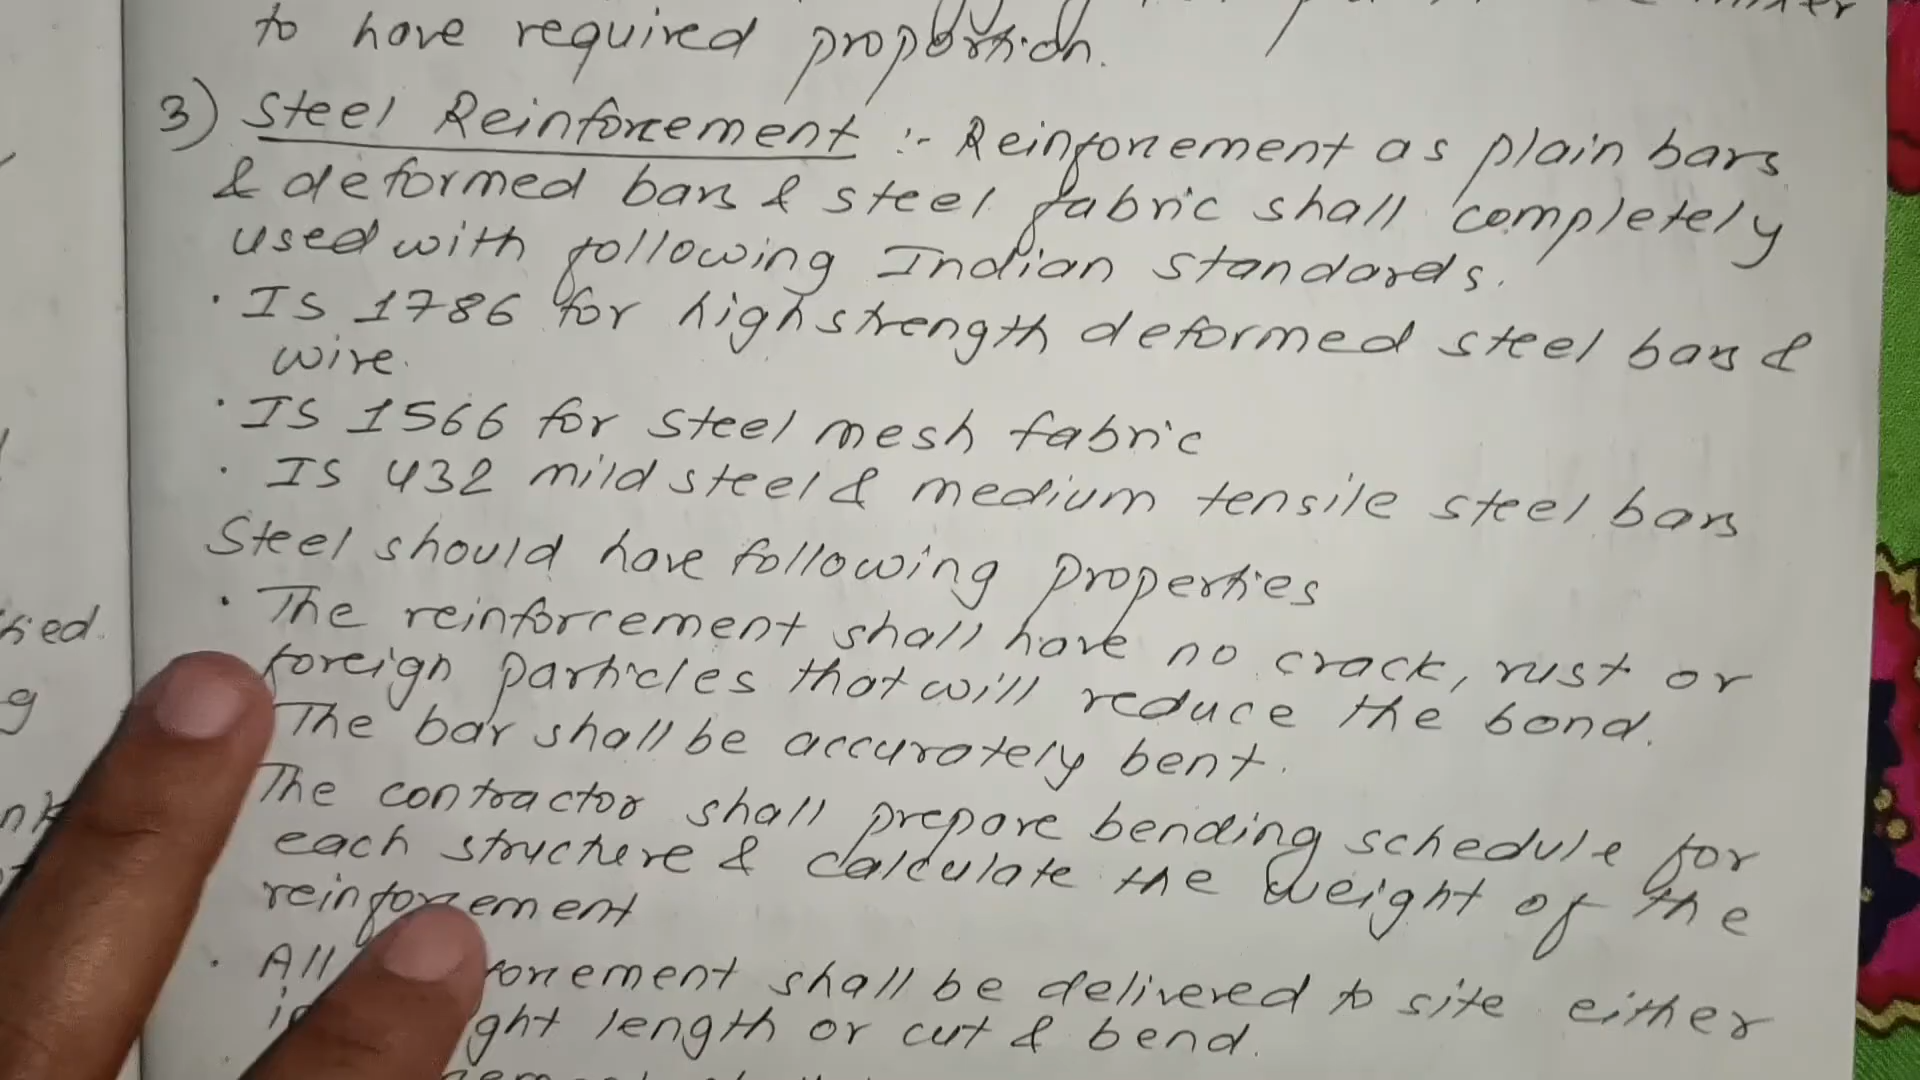 to have required proportion.
3) Steel Reinforcement :- Reinforcement as plain bars
& deformed bars & steel fabric shall completely
used with following Indian standards.
· IS 1786 for high strength deformed steel bars &
wire.
· IS 1566 for steel mesh fabric
· IS 432 mild steel & medium tensile steel bars
Steel should have following properties
· The reinforcement shall have no crack, rust or
foreign particles that will reduce the bond.
The bar shall be accurately bent.
The contractor shall prepare bending schedule for
each structure & calculate the weight of the
reinforcement
· All shall be delivered to site either
length or cut & bend.